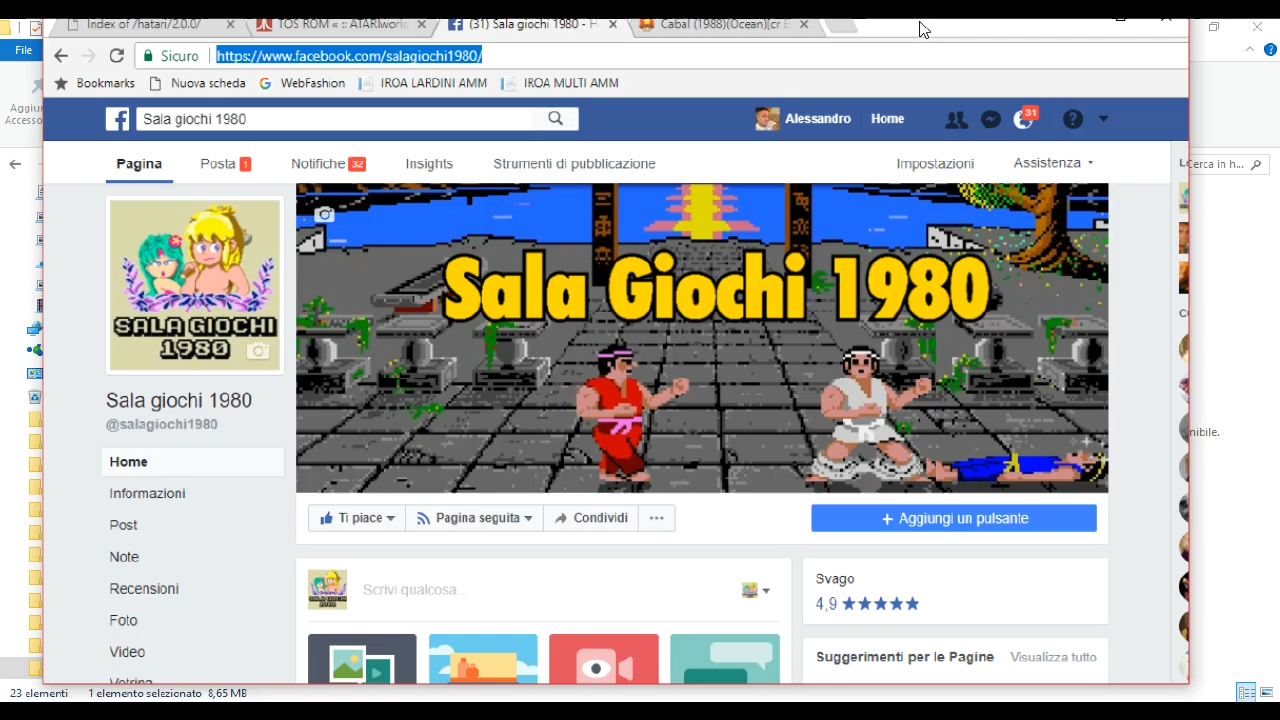 Index of /hatari/2.0.0/
TOS ROM « :: ATARIworld
(31) Sala giochi 1980 - H
Cabal (1988)(Ocean)[cr E
File
Sicuro
https://www.facebook.com/salagiochi1980/
Bookmarks
Nuova scheda
WebFashion
IROA LARDINI AMM
IROA MULTI AMM
Sala giochi 1980
Alessandro
Home
31
Pagina
Posta 1
Notifiche 32
Insights
Strumenti di pubblicazione
Impostazioni
Assistenza
Cerca in h...
Sala Giochi 1980
SALA GIOCHI
1980
Sala giochi 1980
@salagiochi1980
Home
Informazioni
Post
Note
Recensioni
Foto
Video
Vetrina
Ti piace
Pagina seguita
Condividi
Aggiungi un pulsante
Scrivi qualcosa...
Svago
4,9
Suggerimenti per le Pagine
Visualizza tutto
nibile.
23 elementi
1 elemento selezionato 8,65 MB